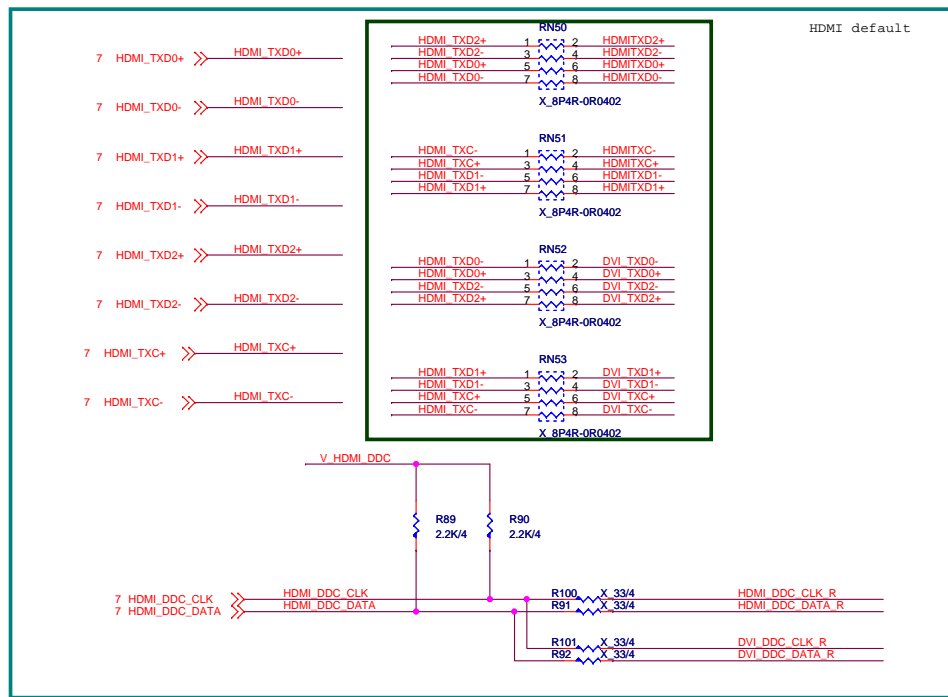 HDMI default
7 HDMI_TXD0+ HDMI_TXD0+
7 HDMI_TXD0- HDMI_TXD0-
7 HDMI_TXD1+ HDMI_TXD1+
7 HDMI_TXD1- HDMI_TXD1-
7 HDMI_TXD2+ HDMI_TXD2+
7 HDMI_TXD2- HDMI_TXD2-
7 HDMI_TXC+ HDMI_TXC+
7 HDMI_TXC- HDMI_TXC-
RN50
HDMI_TXD2+ 1 2 HDMITXD2+
HDMI_TXD2- 3 4 HDMITXD2-
HDMI_TXD0+ 5 6 HDMITXD0+
HDMI_TXD0- 7 8 HDMITXD0-
X_8P4R-0R0402
RN51
HDMI_TXC- 1 2 HDMITXC-
HDMI_TXC+ 3 4 HDMITXC+
HDMI_TXD1- 5 6 HDMITXD1-
HDMI_TXD1+ 7 8 HDMITXD1+
X_8P4R-0R0402
RN52
HDMI_TXD0- 1 2 DVI_TXD0-
HDMI_TXD0+ 3 4 DVI_TXD0+
HDMI_TXD2- 5 6 DVI_TXD2-
HDMI_TXD2+ 7 8 DVI_TXD2+
X_8P4R-0R0402
RN53
HDMI_TXD1+ 1 2 DVI_TXD1+
HDMI_TXD1- 3 4 DVI_TXD1-
HDMI_TXC+ 5 6 DVI_TXC+
HDMI_TXC- 7 8 DVI_TXC-
X_8P4R-0R0402
V_HDMI_DDC
R89 R90
2.2K/4 2.2K/4
7 HDMI_DDC_CLK HDMI_DDC_CLK R100 X_33/4 HDMI_DDC_CLK_R
7 HDMI_DDC_DATA HDMI_DDC_DATA R91 X_33/4 HDMI_DDC_DATA_R
R101 X_33/4 DVI_DDC_CLK_R
R92 X_33/4 DVI_DDC_DATA_R